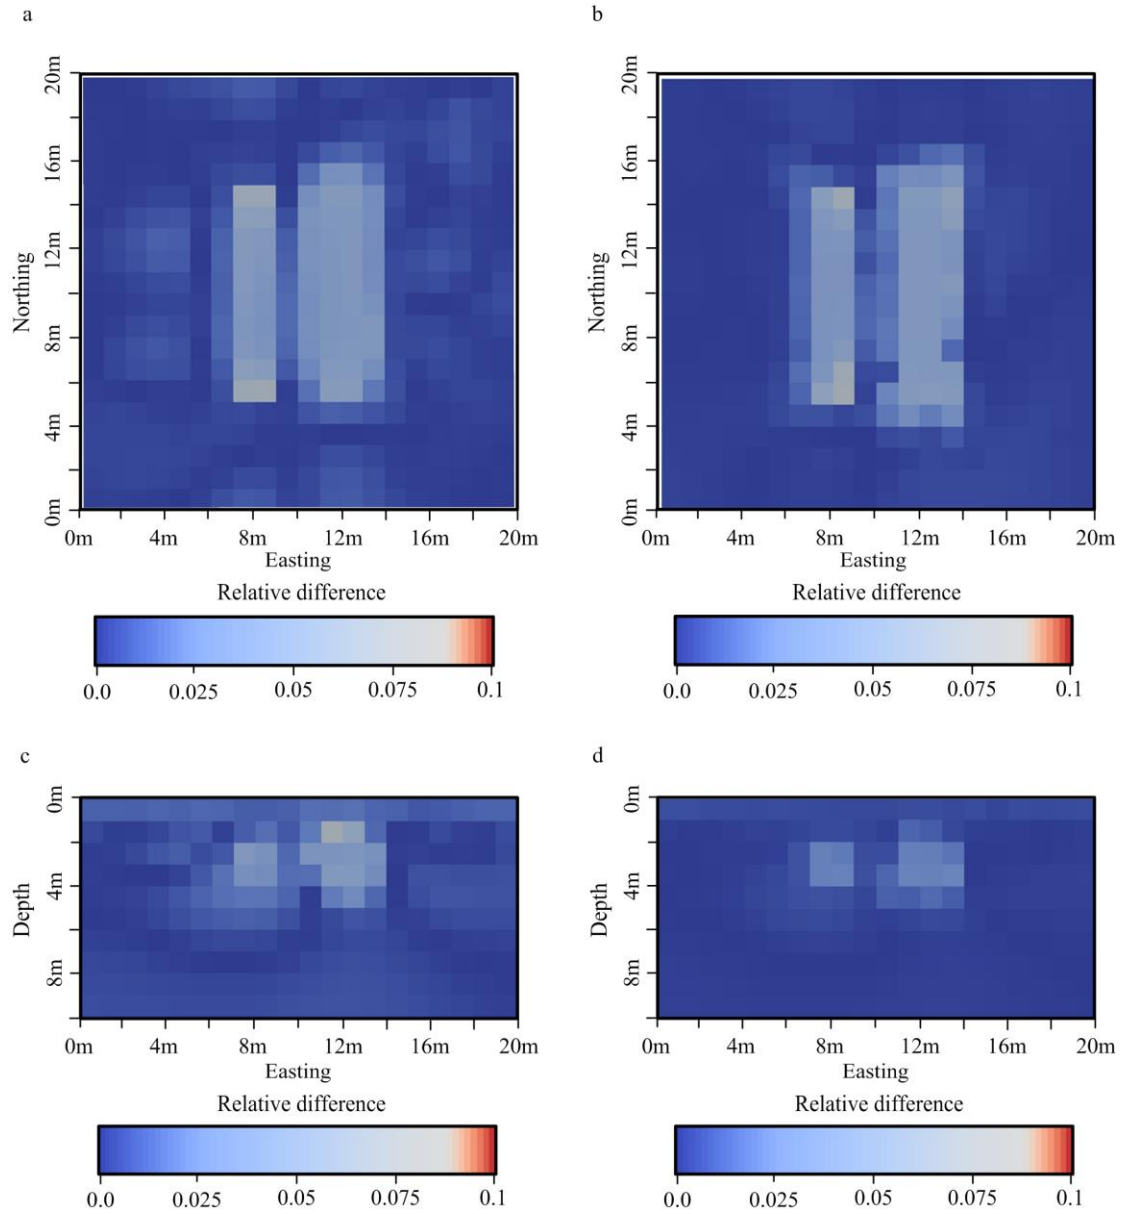 a
20m
16m
12m
8m
4m
0m
Northing
0m 4m 8m 12m 16m 20m
Easting
Relative difference
0.0 0.025 0.05 0.075 0.1
b
20m
16m
12m
8m
4m
0m
Northing
0m 4m 8m 12m 16m 20m
Easting
Relative difference
0.0 0.025 0.05 0.075 0.1
c
0m
4m
8m
Depth
0m 4m 8m 12m 16m 20m
Easting
Relative difference
0.0 0.025 0.05 0.075 0.1
d
0m
4m
8m
Depth
0m 4m 8m 12m 16m 20m
Easting
Relative difference
0.0 0.025 0.05 0.075 0.1